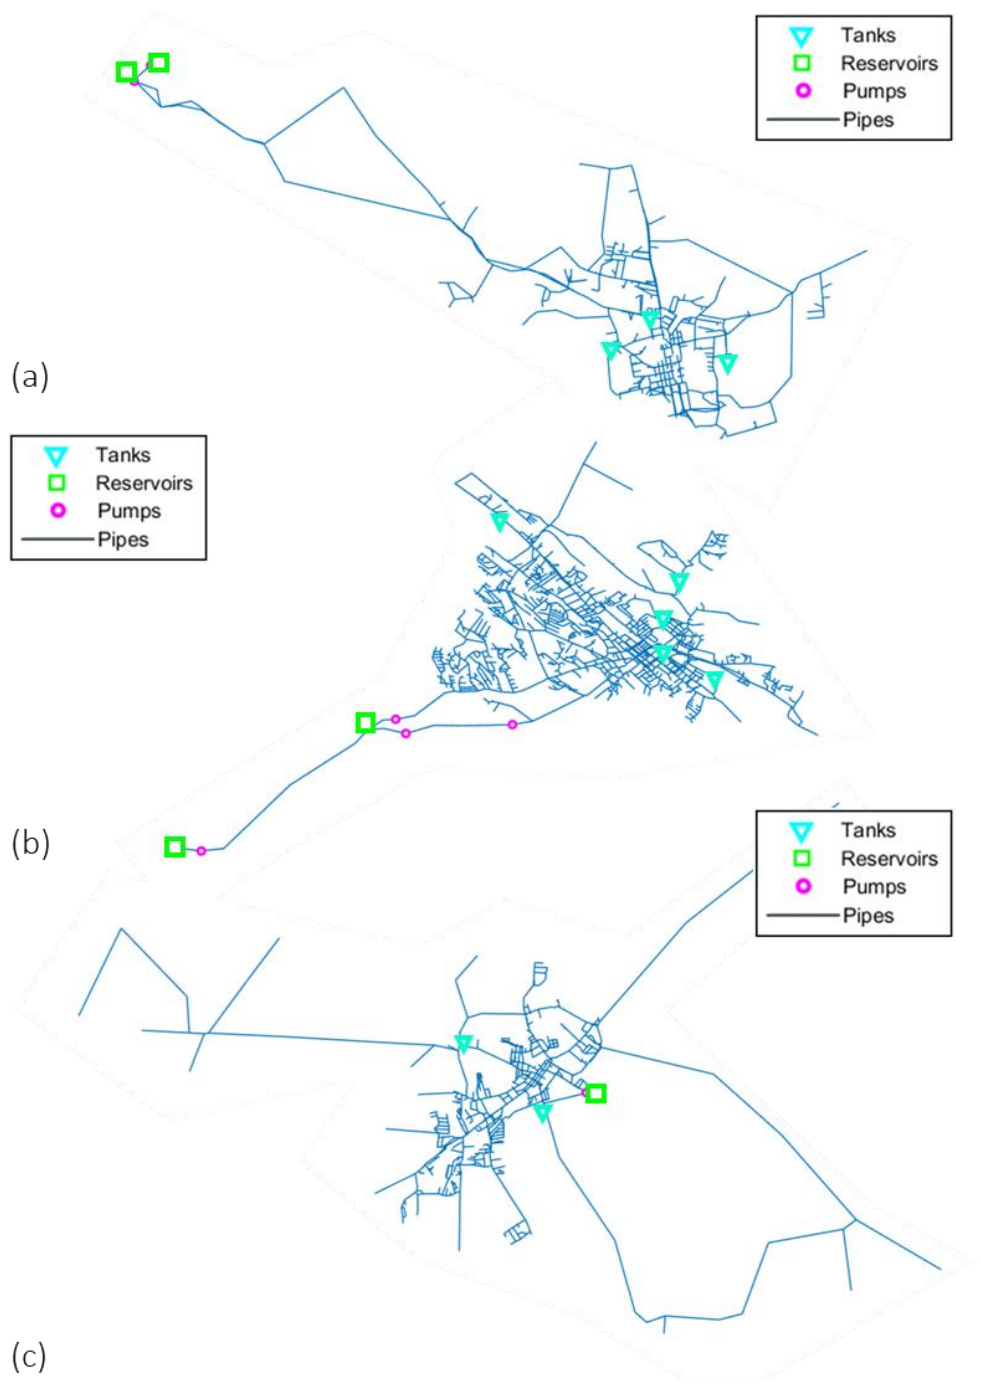 Tanks
Reservoirs
Pumps
Pipes
(a)
Tanks
Reservoirs
Pumps
Pipes
(b)
Tanks
Reservoirs
Pumps
Pipes
(c)